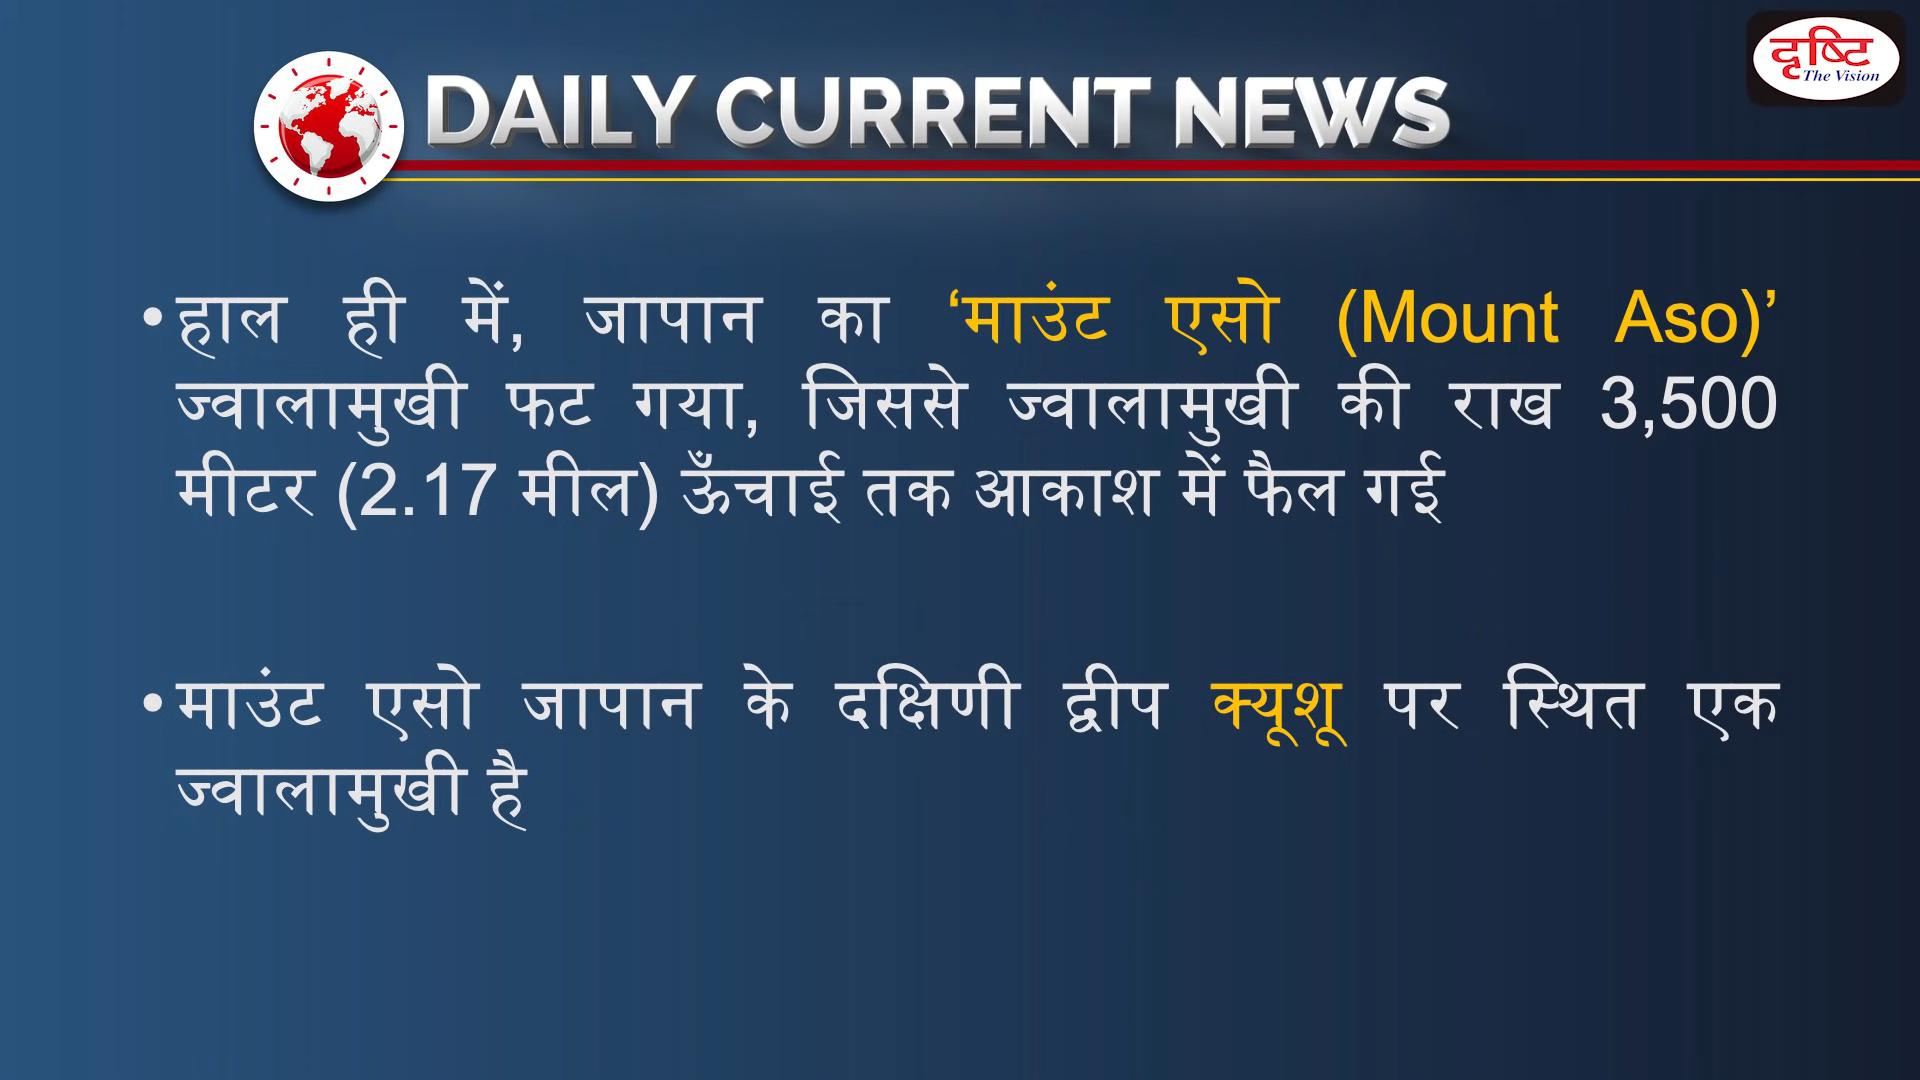 DAILY CURRENT NEWS
दृष्टि
The Vision
•हाल ही में, जापान का ‘माउंट एसो (Mount Aso)’
ज्वालामुखी फट गया, जिससे ज्वालामुखी की राख 3,500
मीटर (2.17 मील) ऊँचाई तक आकाश में फैल गई
•माउंट एसो जापान के दक्षिणी द्वीप क्यूशू पर स्थित एक
ज्वालामुखी है